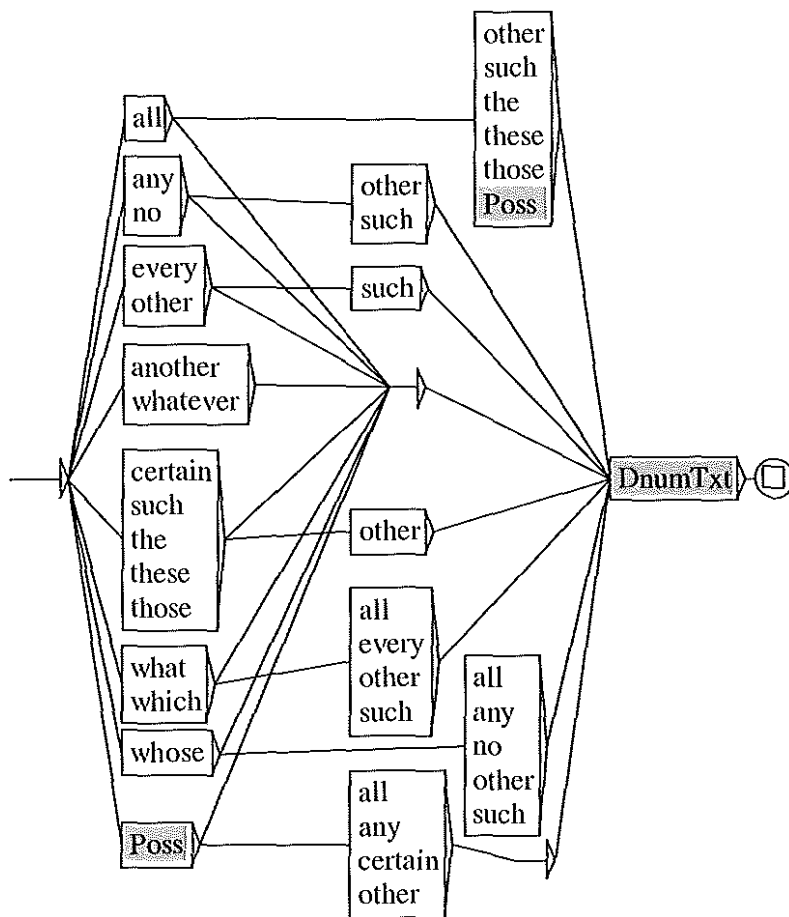 other
such
the
these
those
Poss
all
any
no
other
such
every
other
such
another
whatever
certain
such
the
these
those
other
DnumTxt
what
which
all
every
other
such
whose
all
any
no
other
such
Poss
all
any
certain
other